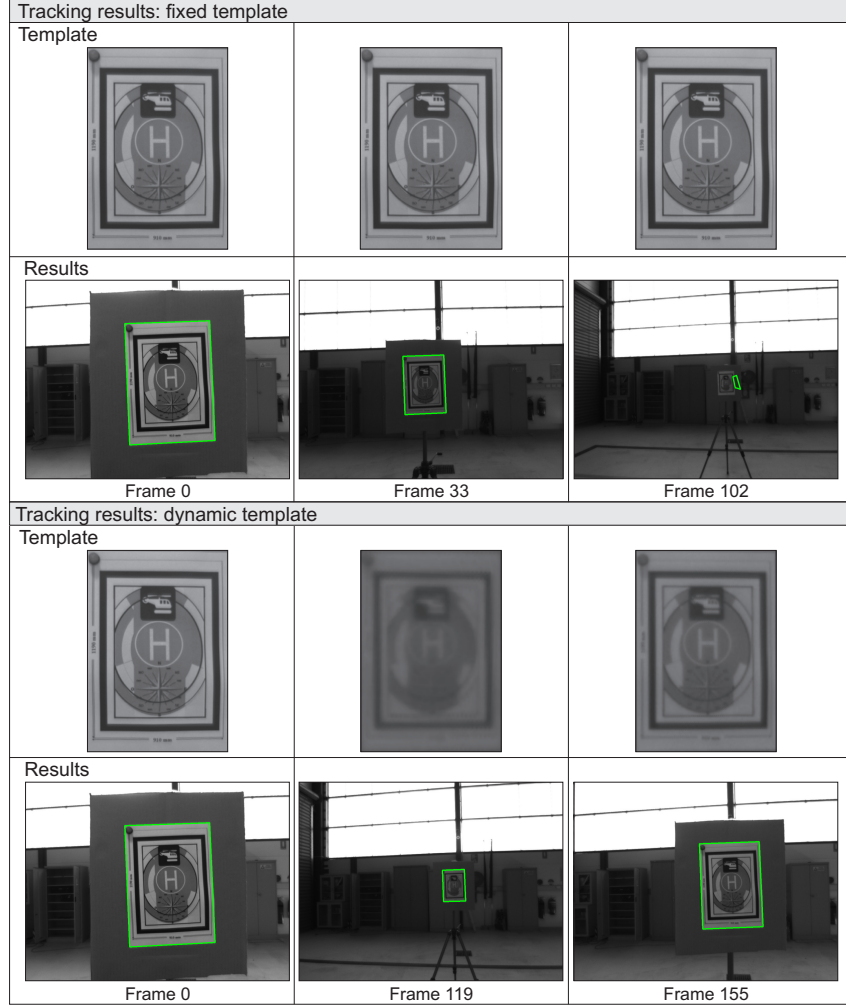 Tracking results: fixed template
Template
H
H
H
Results
H
H
Frame 0
Frame 33
Frame 102
Tracking results: dynamic template
Template
H
H
H
Results
H
H
Frame 0
Frame 119
Frame 155